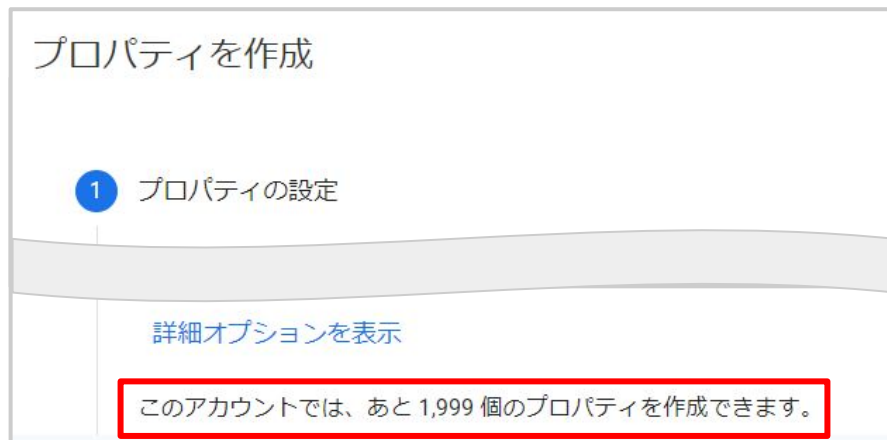 プロパティを作成
1 プロパティの設定
詳細オプションを表示
このアカウントでは、あと 1,999 個のプロパティを作成できます。